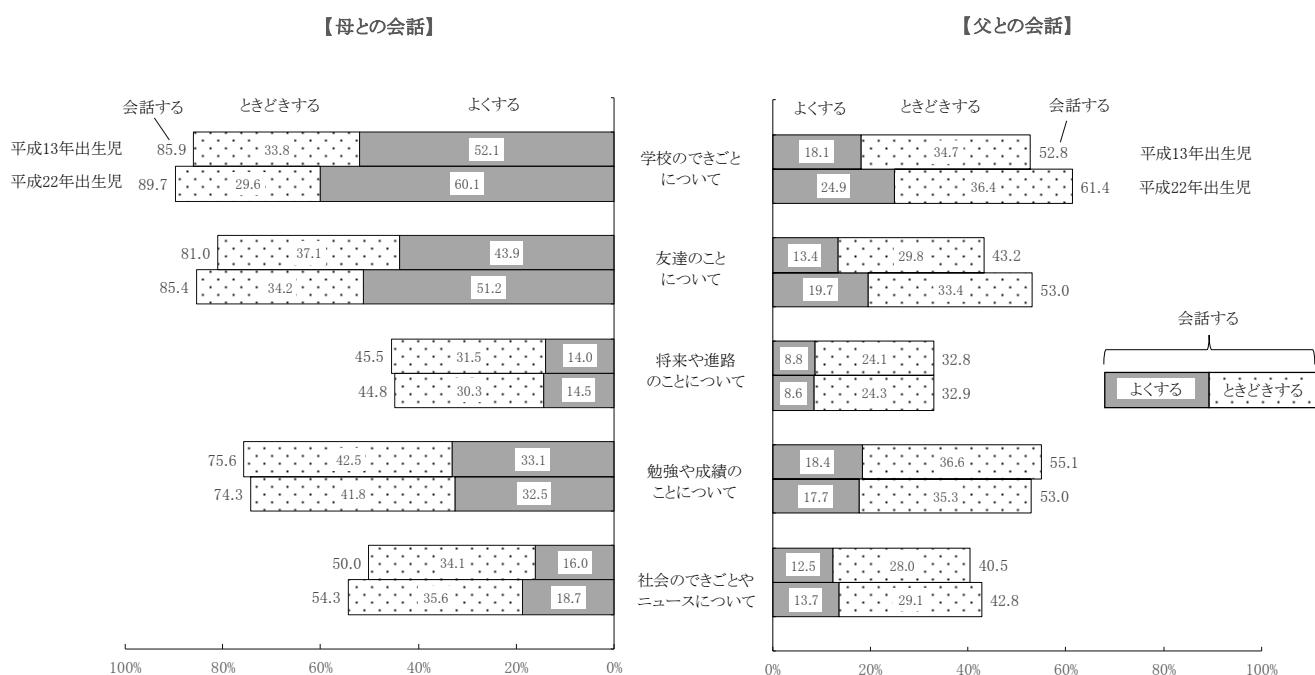 【母との会話】
【父との会話】
会話する ときどきする よくする
よくする ときどきする 会話する
平成13年出生児 85.9 33.8 52.1
学校のできごと
について
18.1 34.7 52.8 平成13年出生児
平成22年出生児 89.7 29.6 60.1
24.9 36.4 61.4 平成22年出生児
81.0 37.1 43.9
友達のこと
について
13.4 29.8 43.2
85.4 34.2 51.2
19.7 33.4 53.0
会話する
よくする ときどきする
45.5 31.5 14.0
将来や進路
のことについて
8.8 24.1 32.8
44.8 30.3 14.5
8.6 24.3 32.9
75.6 42.5 33.1
勉強や成績の
ことについて
18.4 36.6 55.1
74.3 41.8 32.5
17.7 35.3 53.0
50.0 34.1 16.0
社会のできごとや
ニュースについて
12.5 28.0 40.5
54.3 35.6 18.7
13.7 29.1 42.8
100% 80% 60% 40% 20% 0%
0% 20% 40% 60% 80% 100%